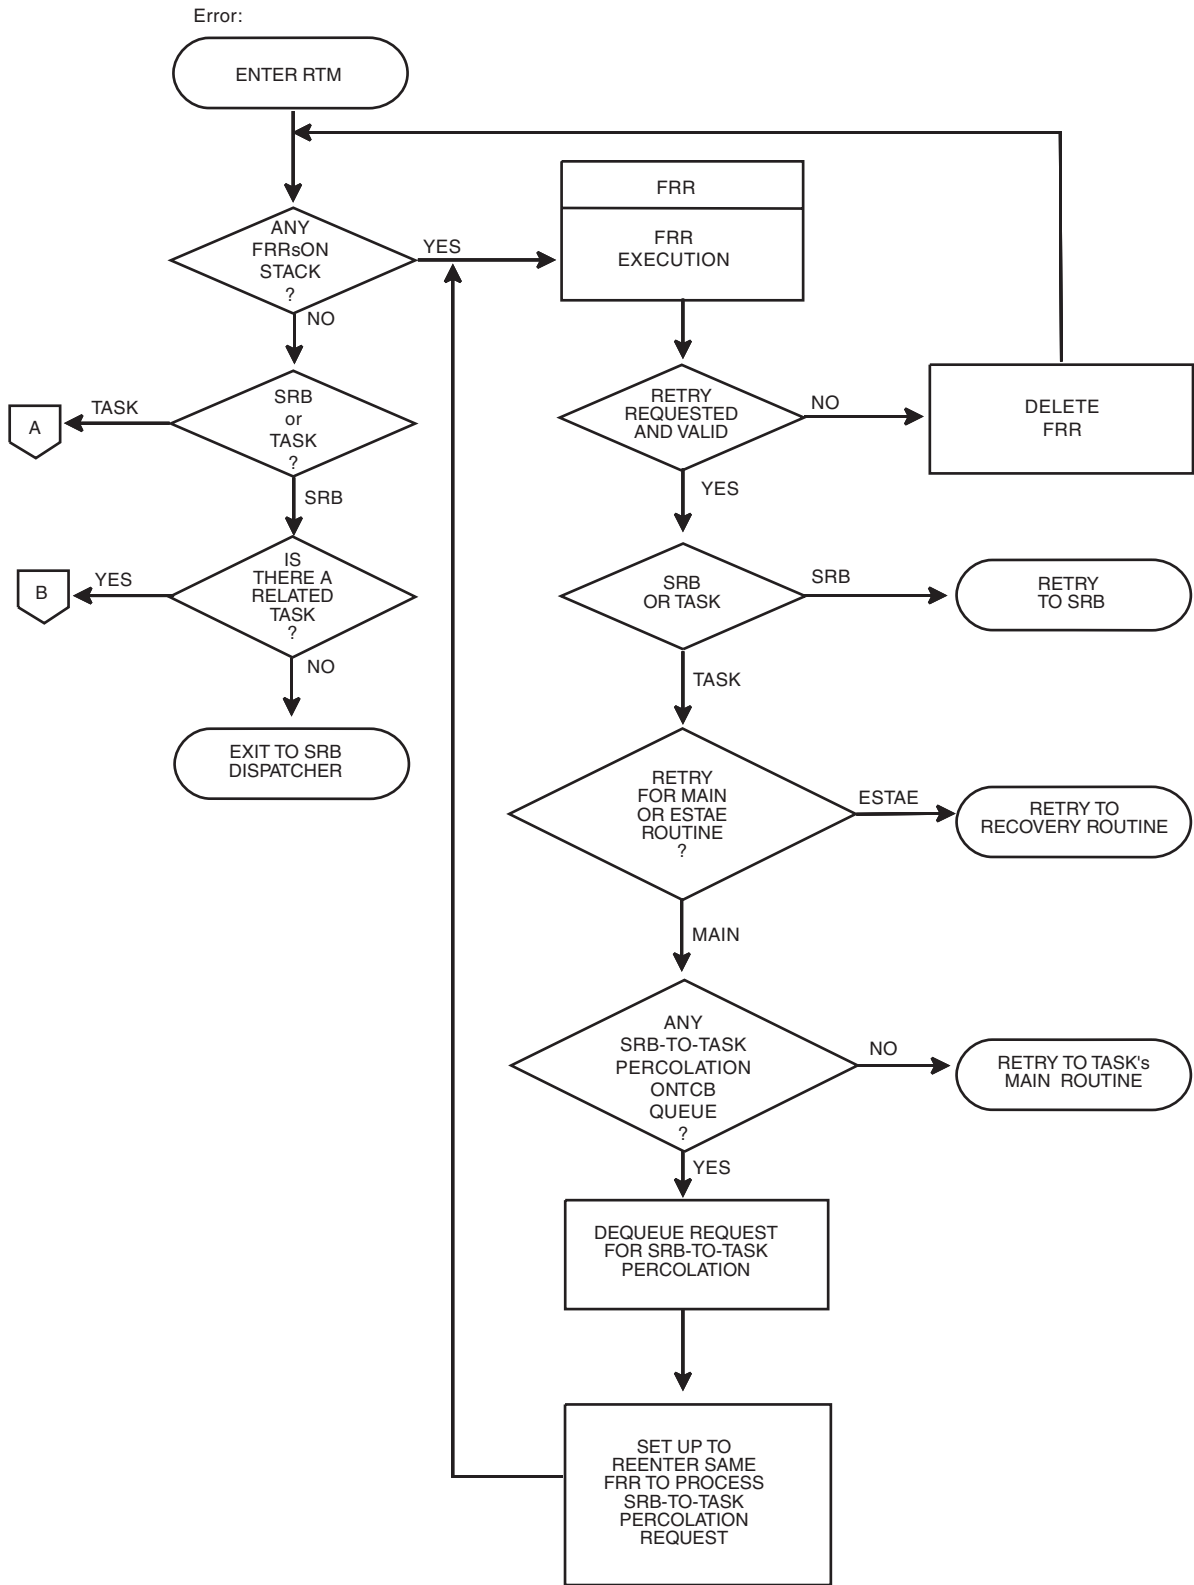 Error:
ENTER RTM
ANY
FRRsON
STACK
?
YES
NO
FRR
FRR
EXECUTION
SRB
or
TASK
?
TASK
A
SRB
RETRY
REQUESTED
AND VALID
NO
DELETE
FRR
YES
IS
THERE A
RELATED
TASK
?
YES
B
NO
SRB
OR TASK
SRB
RETRY
TO SRB
TASK
EXIT TO SRB
DISPATCHER
RETRY
FOR MAIN
OR ESTAE
ROUTINE
?
ESTAE
RETRY TO
RECOVERY ROUTINE
MAIN
ANY
SRB-TO-TASK
PERCOLATION
ONTCB
QUEUE
?
NO
RETRY TO TASK's
MAIN ROUTINE
YES
DEQUEUE REQUEST
FOR SRB-TO-TASK
PERCOLATION
SET UP TO
REENTER SAME
FRR TO PROCESS
SRB-TO-TASK
PERCOLATION
REQUEST